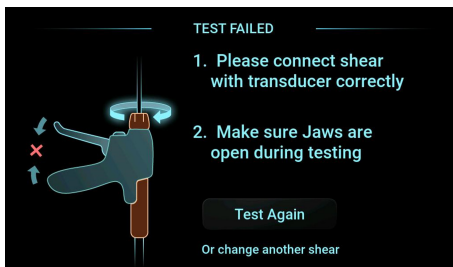 TEST FAILED
1. Please connect shear
with transducer correctly
2. Make sure Jaws are
open during testing
Test Again
Or change another shear